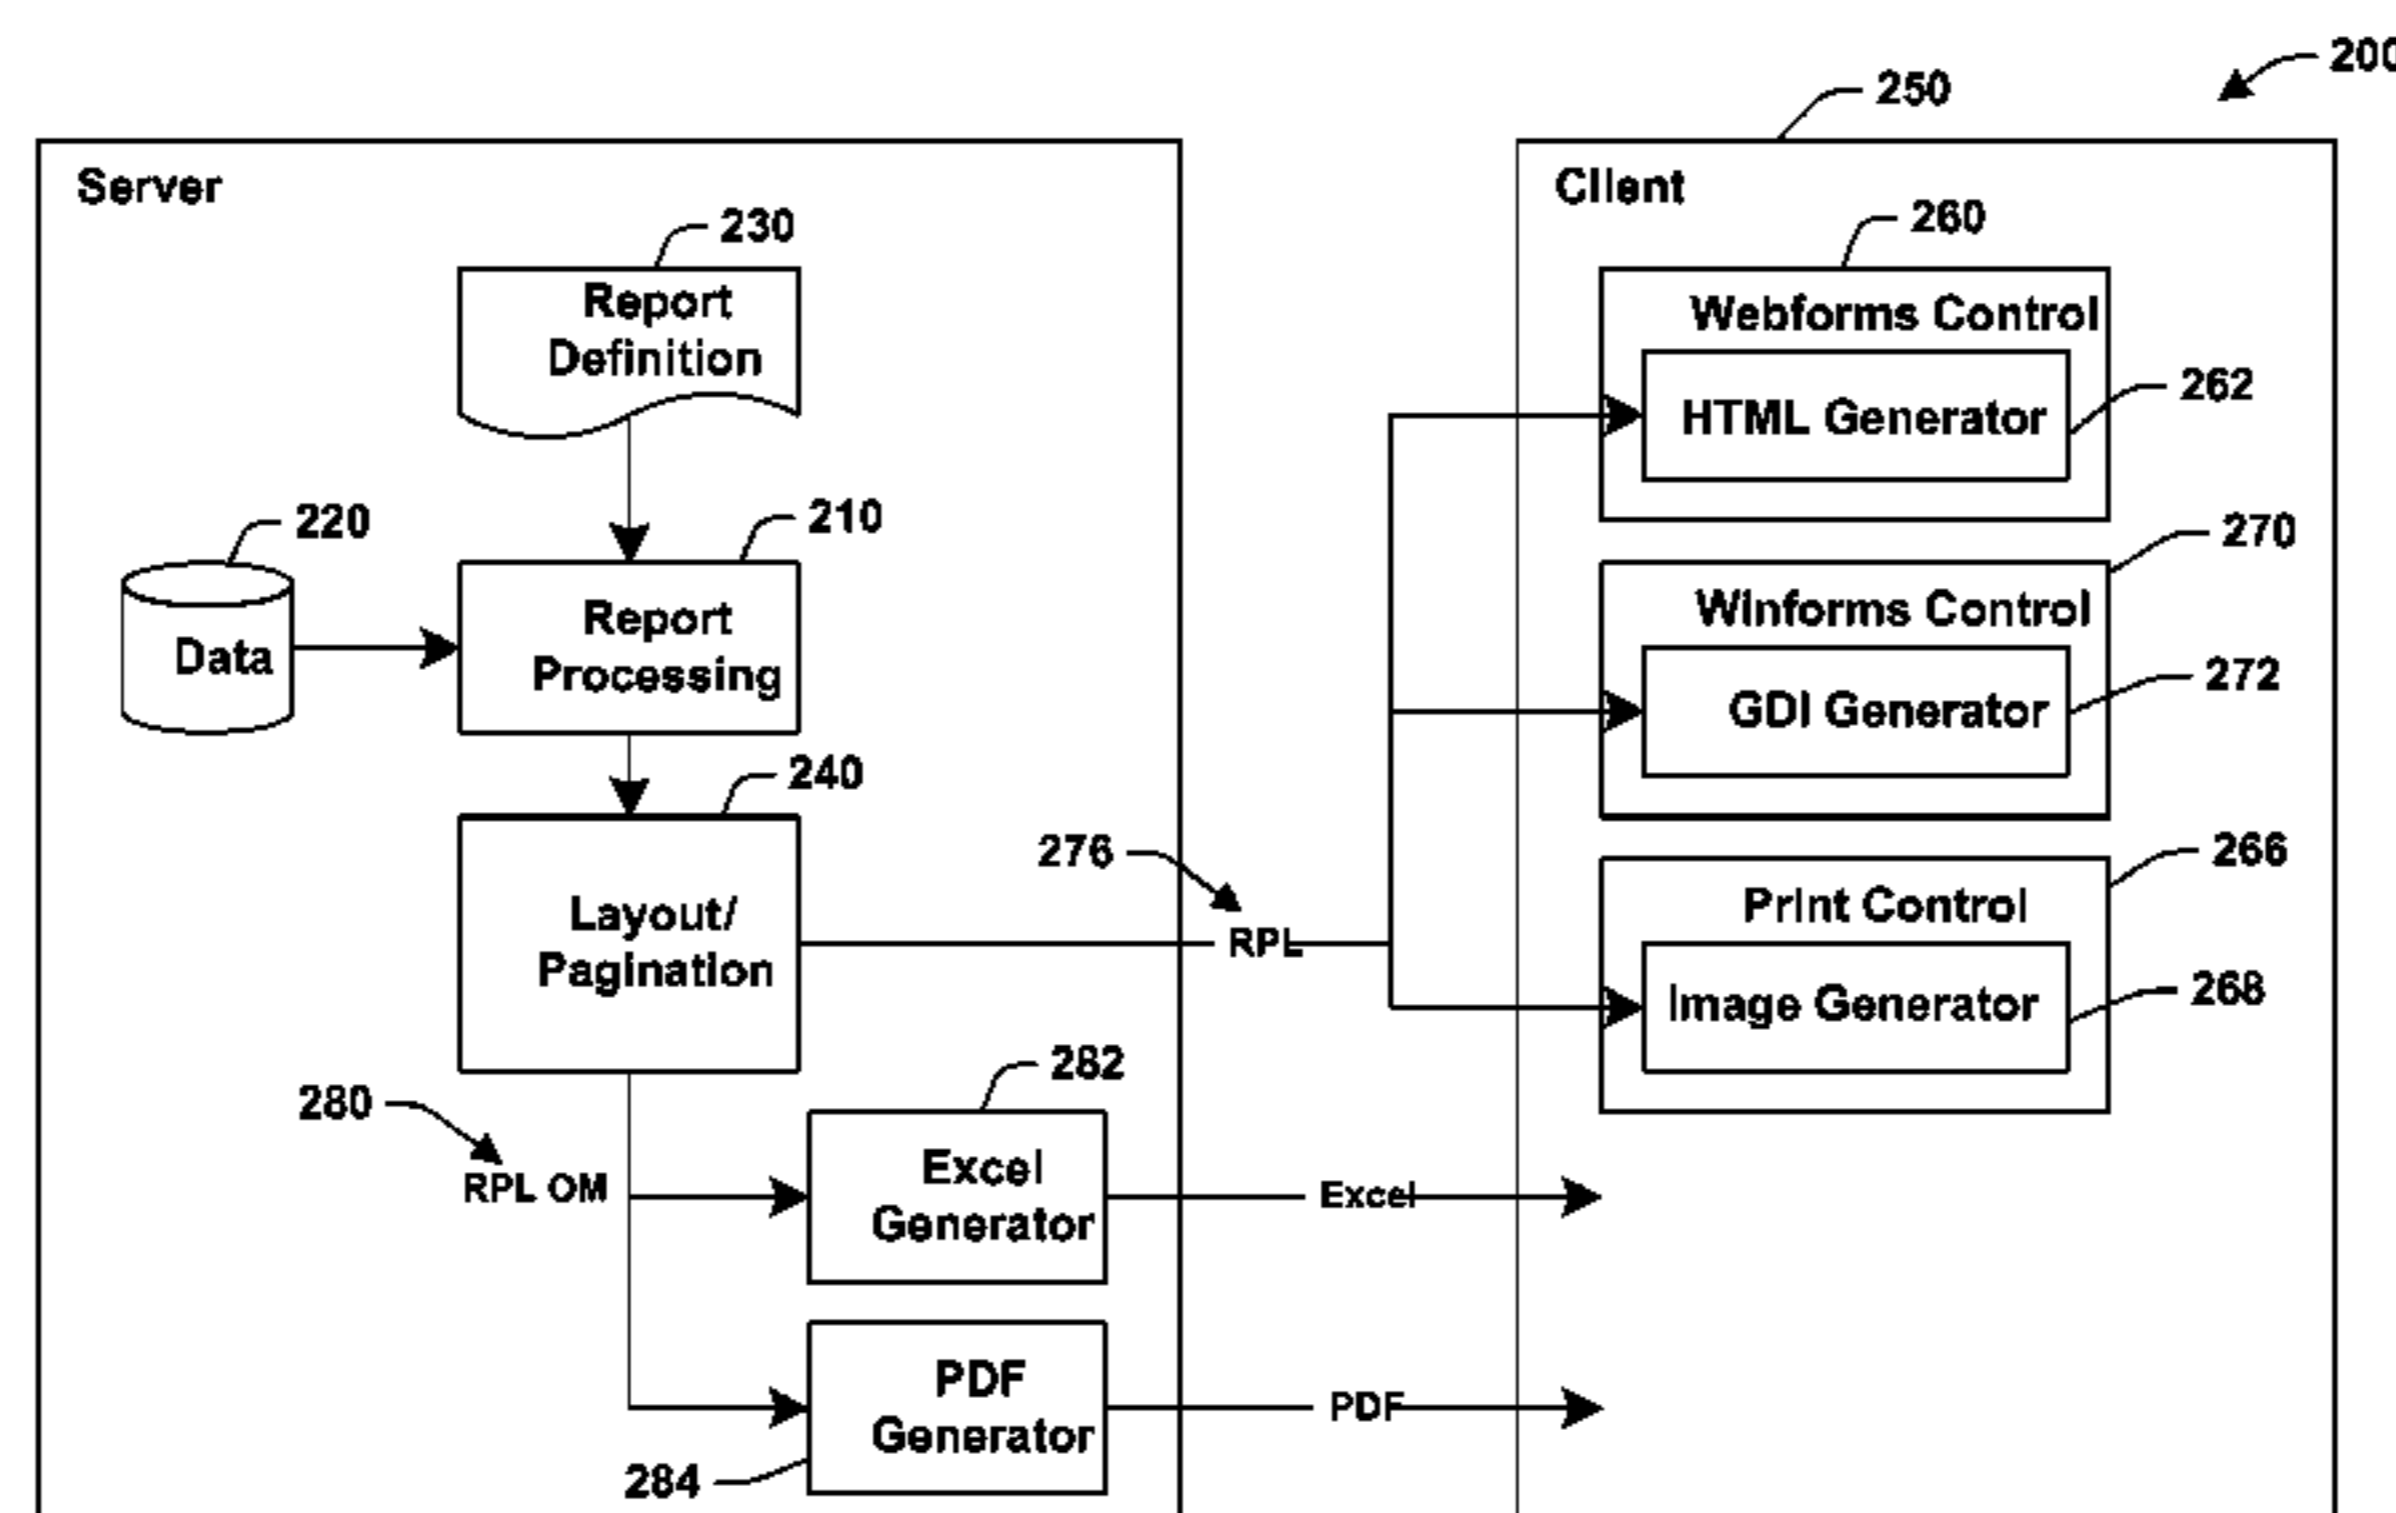 200
250
Server
Client
230
260
Report
Definition
Webforms Control
262
HTML Generator
220
210
270
Data
Report
Processing
Winforms Control
272
GDI Generator
240
276
266
Layout/
Pagination
RPL
Print Control
268
Image Generator
280
282
RPL OM
Excel
Generator
Excel
PDF
Generator
PDF
284